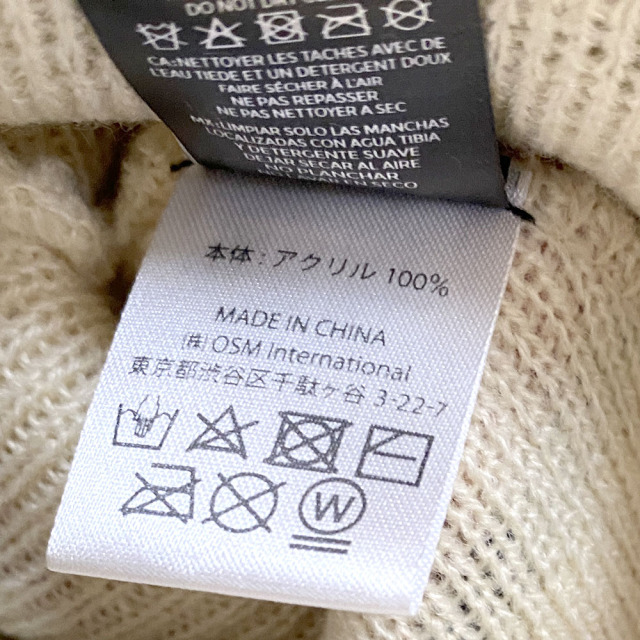 DO NOT DRY
CA:NETTOYER LES TACHES AVEC DE
L'EAU TIEDE ET UN DETERGENT DOUX
FAIRE SÉCHER À L'AIR
NE PAS REPASSER
NE PAS NETTOYER A SEC
MX:LIMPIAR SOLO LAS MANCHAS
CON AGUA TIBIA
DETERGENTE SUAVE
SECAR AL AIRE
本体 : アクリル 100%
MADE IN CHINA
㈱ OSM International
東京都渋谷区千駄ヶ谷 3-22-7
W